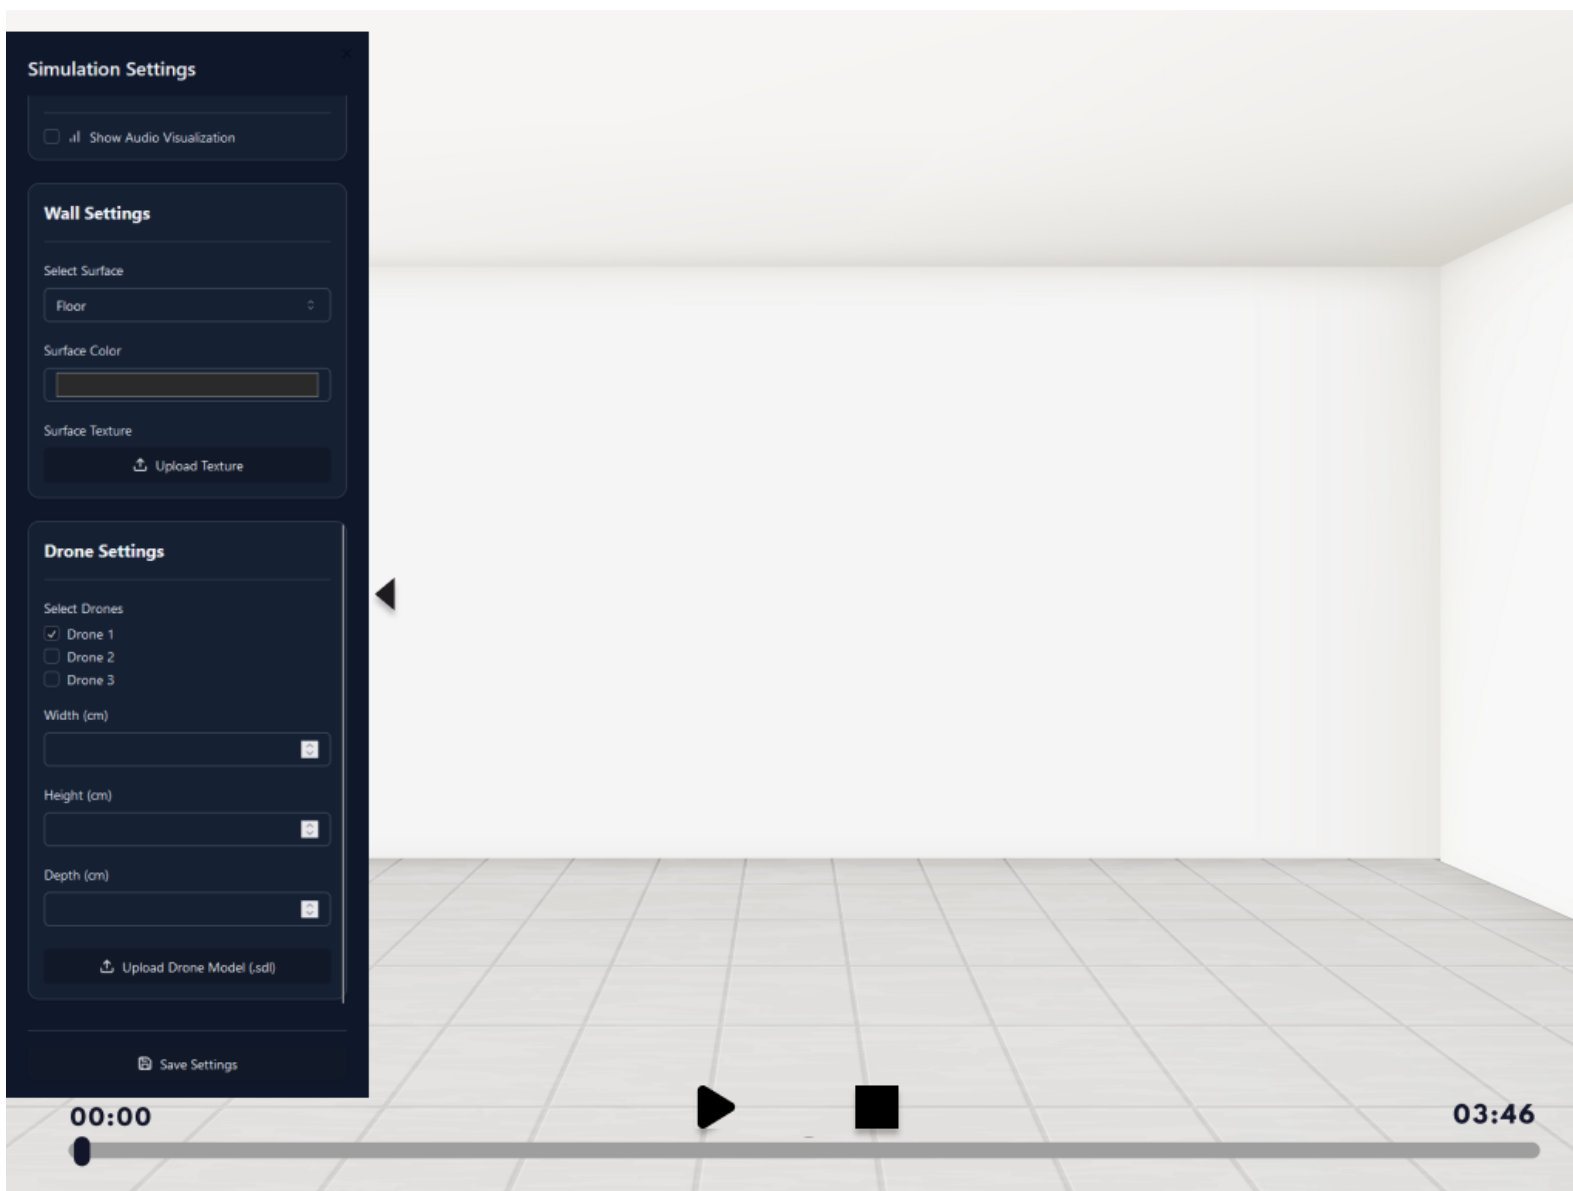 Simulation Settings
Show Audio Visualization
Wall Settings
Select Surface
Floor
Surface Color
Surface Texture
Upload Texture
Drone Settings
Select Drones
Drone 1
Drone 2
Drone 3
Width (cm)
Height (cm)
Depth (cm)
Upload Drone Model (.sdl)
Save Settings
00:00
03:46